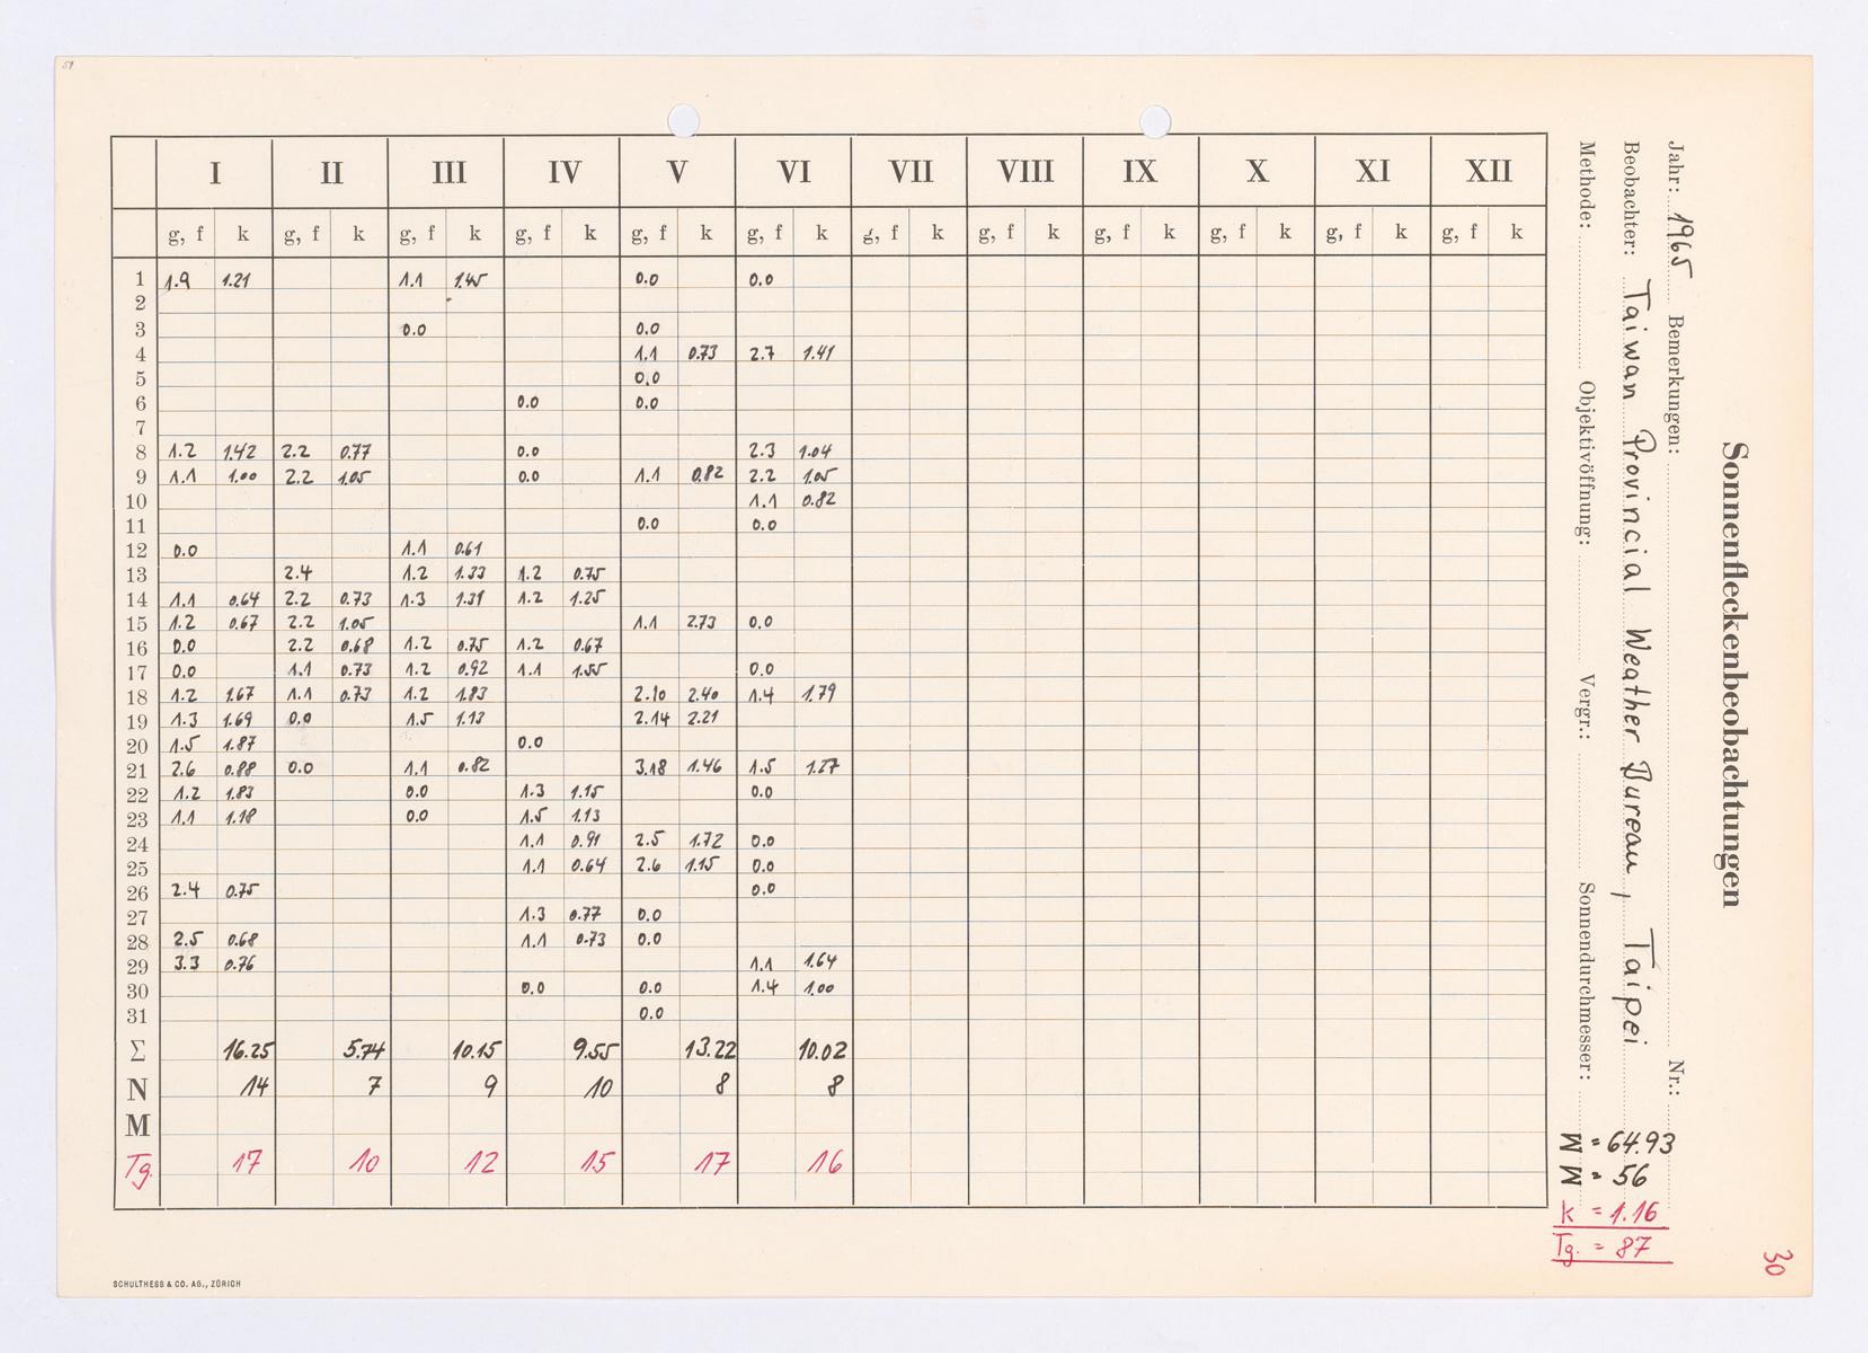 I II III IV V VI VII VIII IX X XI XII
g, f k g, f k g, f k g, f k g, f k g, f k g, f k g, f k g, f k g, f k g, f k g, f k
1 1.9 1.21 1.1 1.45 0.0 0.0
2
3 0.0 0.0
4 1.1 0.73 2.7 1.41
5 0.0
6 0.0 0.0
7
8 1.2 1.42 2.2 0.77 0.0 2.3 1.04
9 1.1 1.00 2.2 1.05 0.0 1.1 0.82 2.2 1.05
10 1.1 0.82
11 0.0 0.0
12 0.0 1.1 0.61
13 2.4 1.2 1.33 1.2 0.75
14 1.1 0.64 2.2 0.73 1.3 1.31 1.2 1.25
15 1.2 0.67 2.2 1.05 1.1 2.73 0.0
16 0.0 2.2 0.68 1.2 0.75 1.2 0.67
17 0.0 1.1 0.73 1.2 0.92 1.1 1.55 0.0
18 1.2 1.67 1.1 0.73 1.2 1.83 2.10 2.40 1.4 1.79
19 1.3 1.69 0.0 1.5 1.13 2.14 2.21
20 1.5 1.87 0.0
21 2.6 0.88 0.0 1.1 0.82 3.18 1.46 1.5 1.27
22 1.2 1.83 0.0 1.3 1.15 0.0
23 1.1 1.18 0.0 1.5 1.13
24 1.1 0.91 2.5 1.72 0.0
25 1.1 0.64 2.6 1.15 0.0
26 2.4 0.75 0.0
27 1.3 0.77 0.0
28 2.5 0.68 1.1 0.73 0.0
29 3.3 0.76 1.1 1.64
30 0.0 0.0 1.4 1.00
31 0.0
Σ 16.25 5.74 10.15 9.55 13.22 10.02
N 14 7 9 10 8 8
M
Tg. 17 10 12 15 17 16
SCHULTHESS & CO. AG., ZÜRICH
Sonnenfleckenbeobachtungen
Jahr: 1965 Bemerkungen: Nr.:
Beobachter: Taiwan Provincial Weather Bureau, Taipei
Methode: Objektivöffnung: Vergr.: Sonnendurchmesser:
Σ = 64.93
N = 56
k = 1.16
Tg. = 87
30